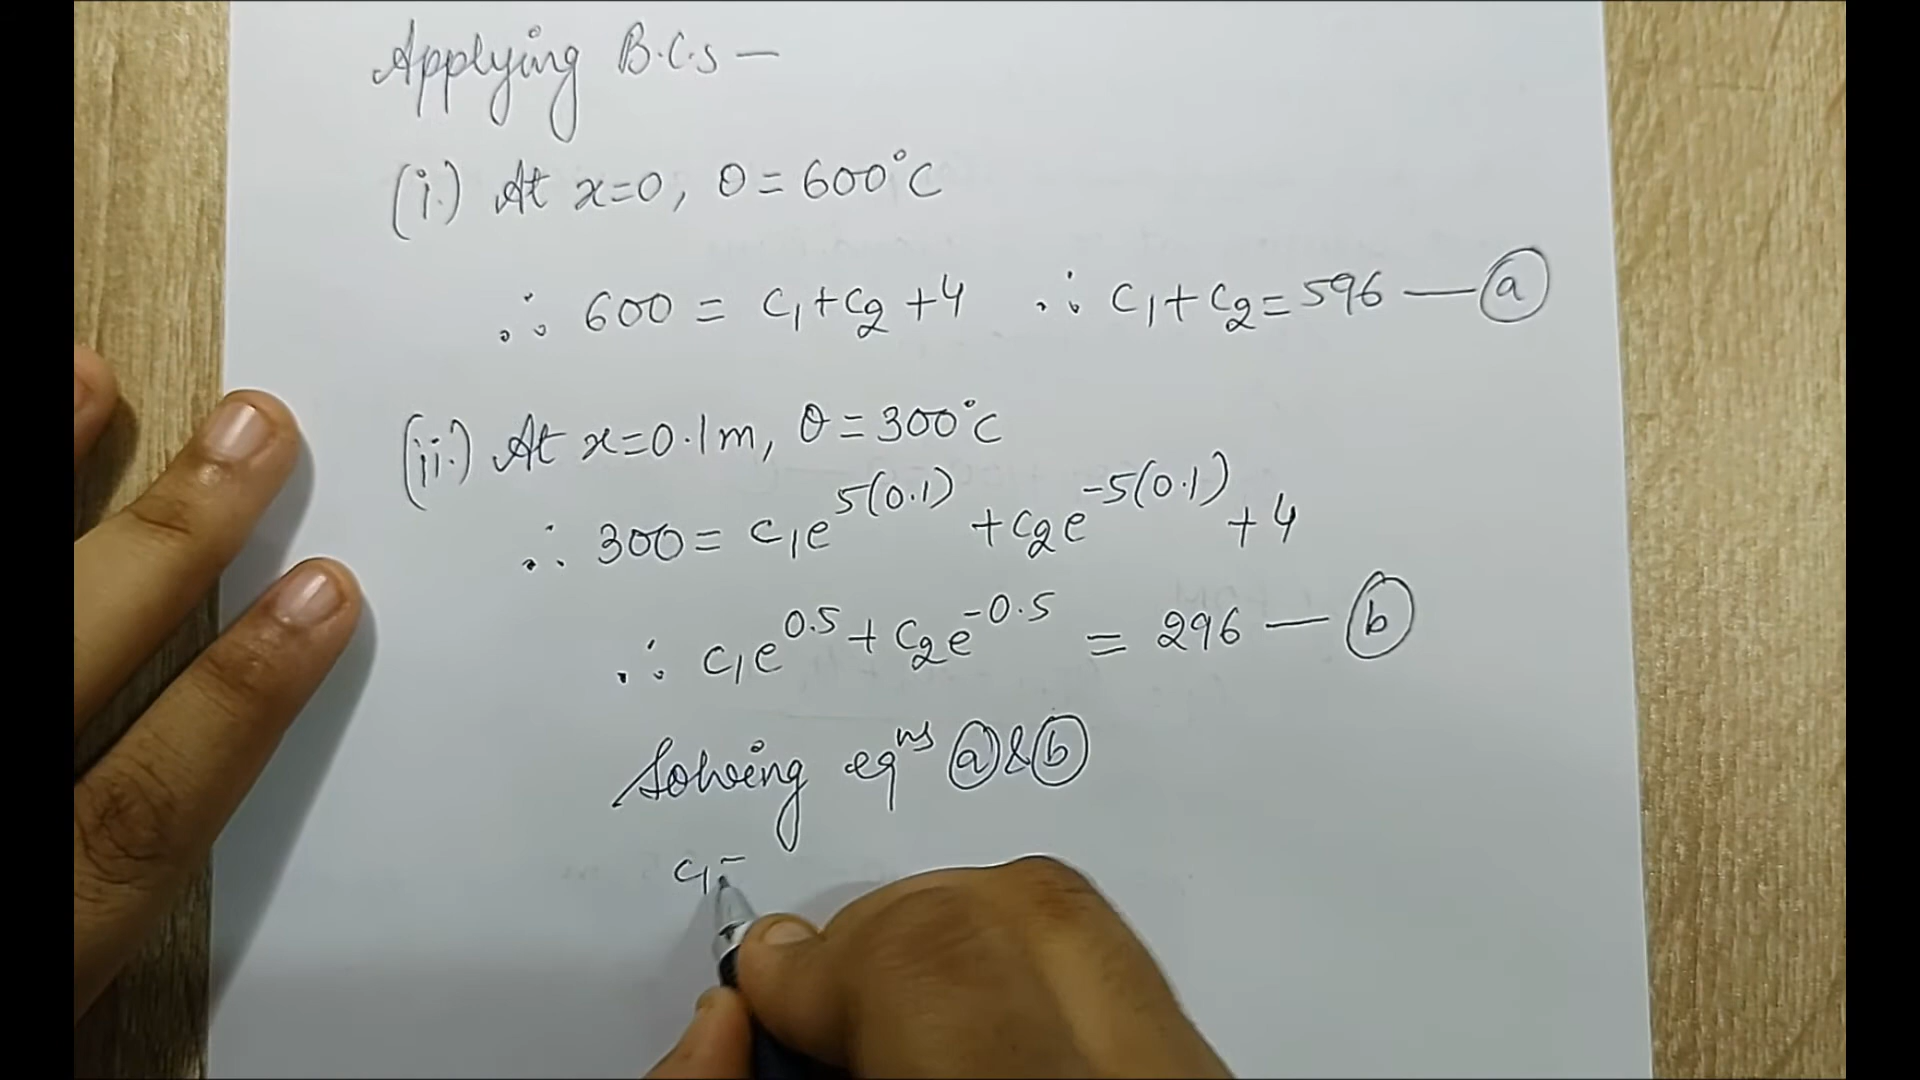 Applying B.C.s —
(i.) At x=0, θ=600°C
∴ 600 = c₁+c₂+4 ∴ c₁+c₂=596 — ⓐ
(ii.) At x=0.1m, θ=300°C
∴ 300= c₁e^5(0.1) +c₂e^-5(0.1) +4
∴ c₁e^0.5 + c₂e^-0.5 = 296 — ⓑ
Solving eqⁿˢ ⓐ&ⓑ
c₁